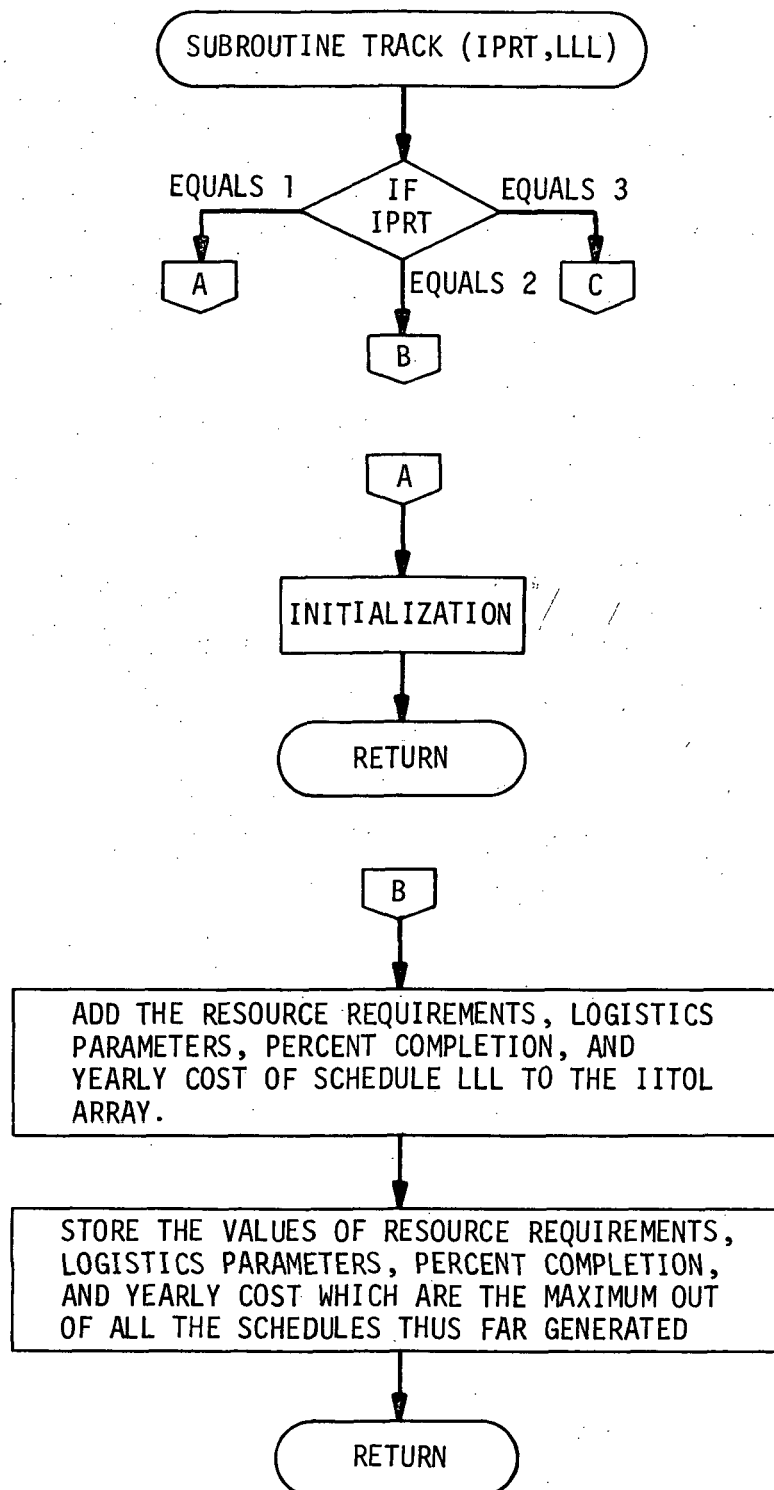 SUBROUTINE TRACK (IPRT,LLL)
EQUALS 1
IF
IPRT
EQUALS 3
A
EQUALS 2
C
B
A
INITIALIZATION
RETURN
B
ADD THE RESOURCE REQUIREMENTS, LOGISTICS
PARAMETERS, PERCENT COMPLETION, AND
YEARLY COST OF SCHEDULE LLL TO THE IITOL
ARRAY.
STORE THE VALUES OF RESOURCE REQUIREMENTS,
LOGISTICS PARAMETERS, PERCENT COMPLETION,
AND YEARLY COST WHICH ARE THE MAXIMUM OUT
OF ALL THE SCHEDULES THUS FAR GENERATED
RETURN